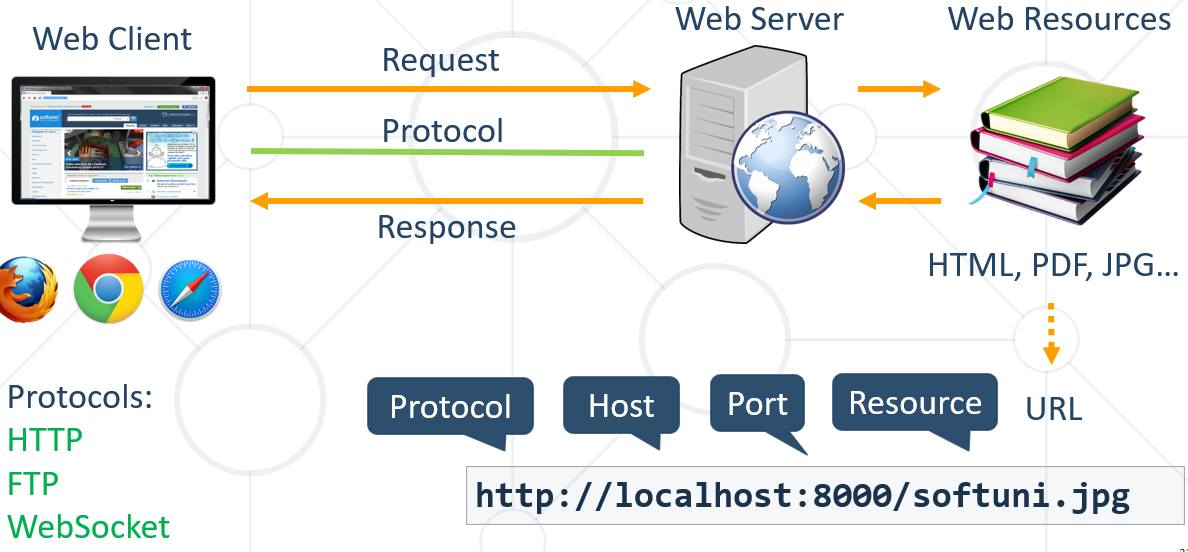 Web Client
Request
Protocol
Response
Web Server
Web Resources
HTML, PDF, JPG…
Protocols:
HTTP
FTP
WebSocket
Protocol
Host
Port
Resource
URL
http://localhost:8000/softuni.jpg